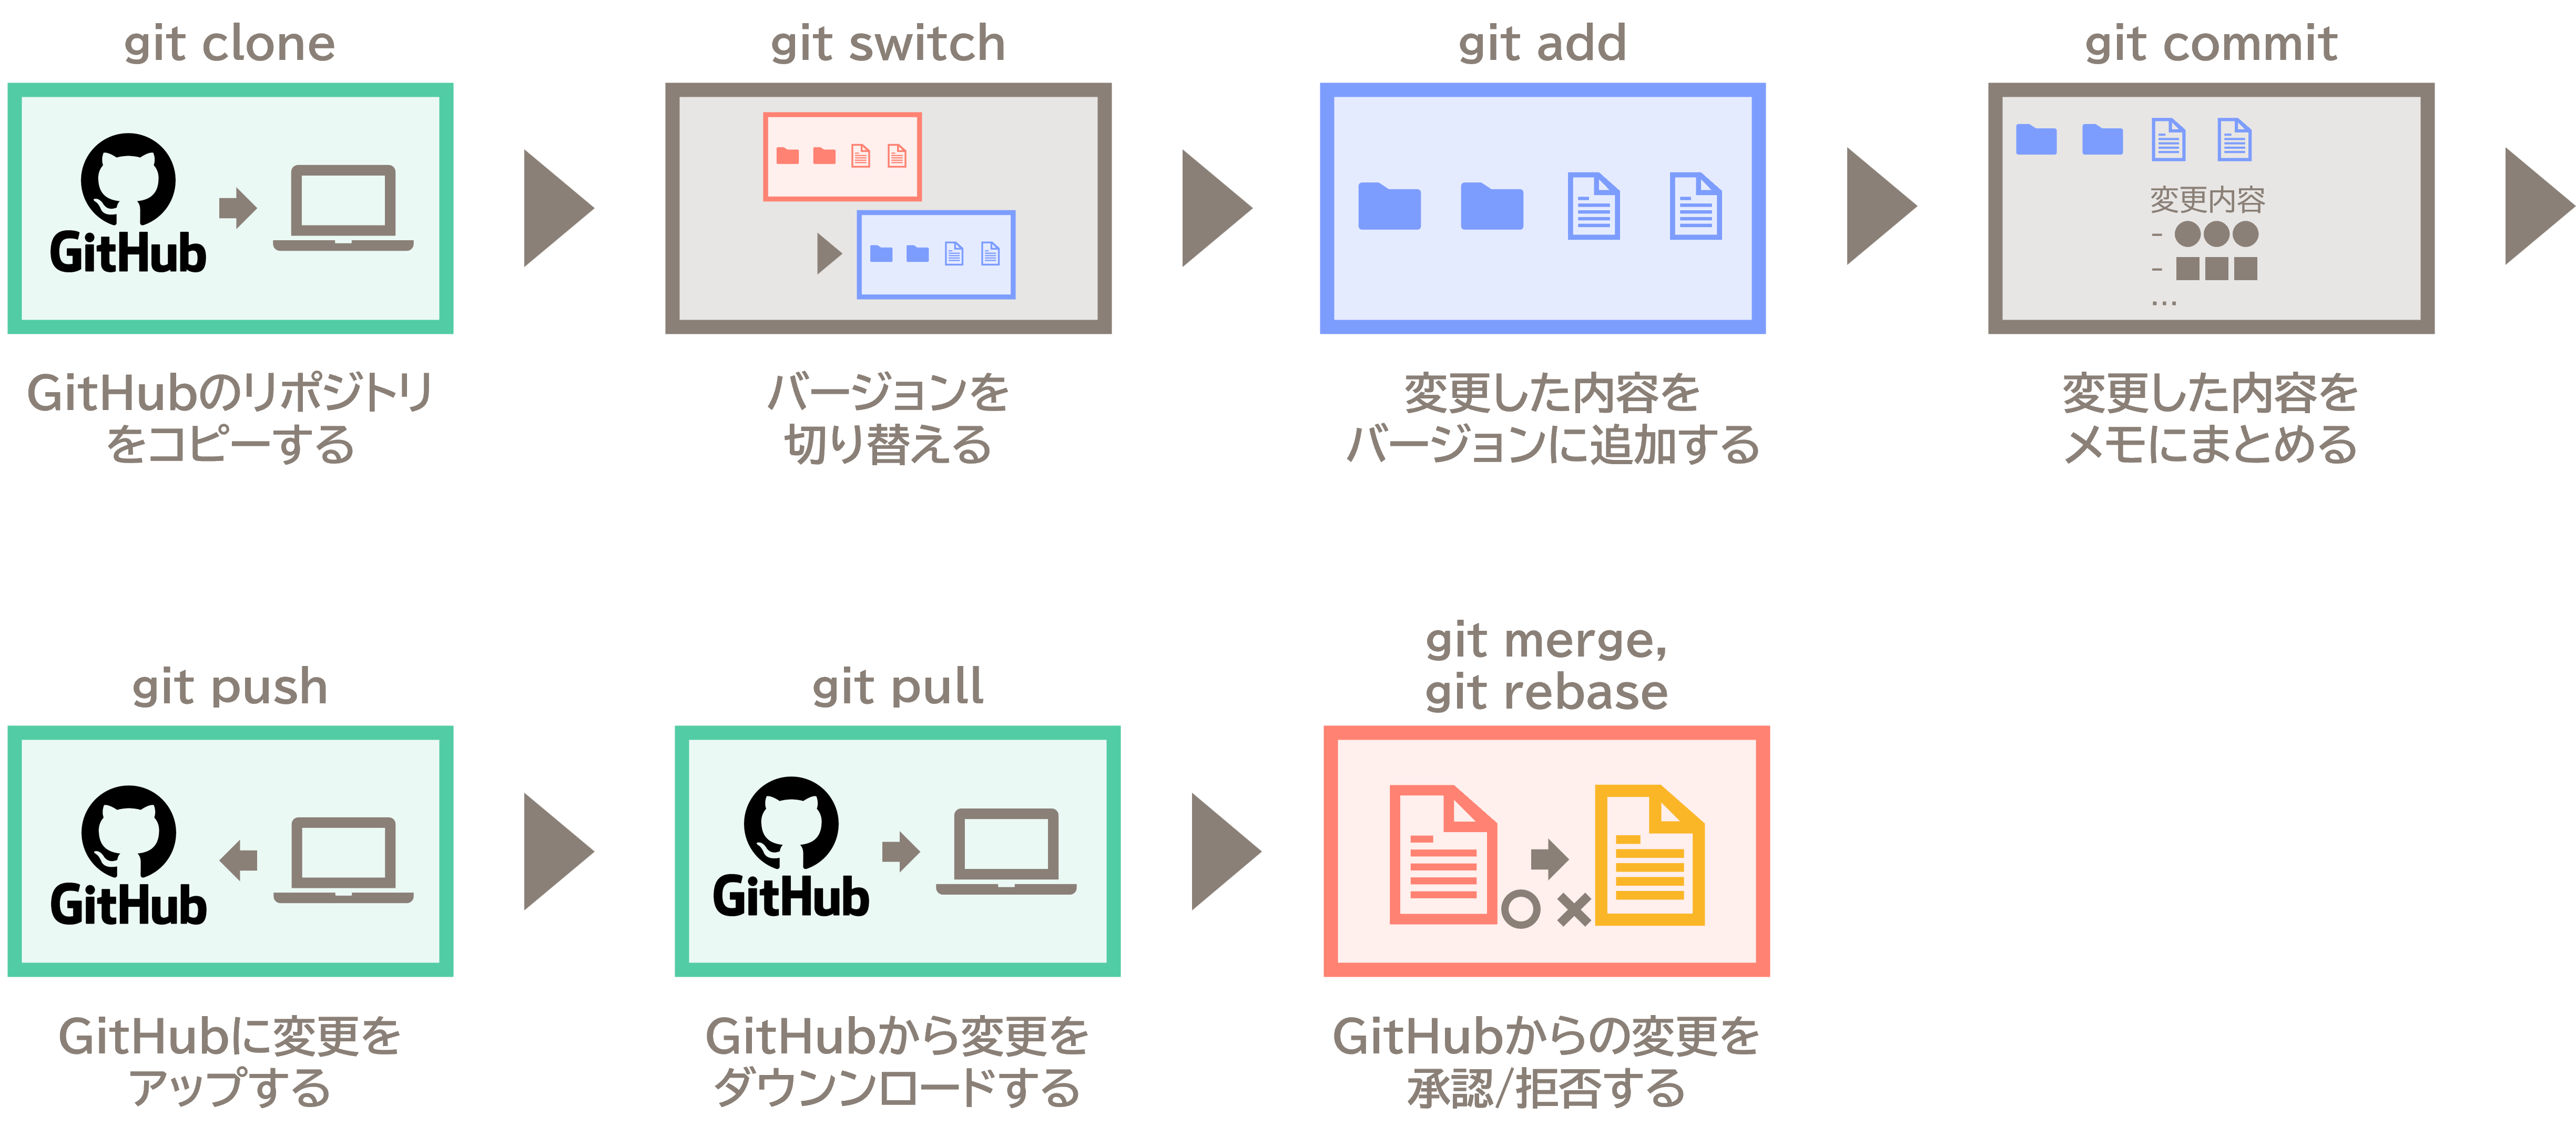 git clone
git switch
git add
git commit
GitHub
変更内容
- ●●●
- ■■■
...
GitHubのリポジトリ
をコピーする
バージョンを
切り替える
変更した内容を
バージョンに追加する
変更した内容を
メモにまとめる
git push
git pull
git merge,
git rebase
GitHub
GitHub
GitHubに変更を
アップする
GitHubから変更を
ダウンンロードする
GitHubからの変更を
承認/拒否する